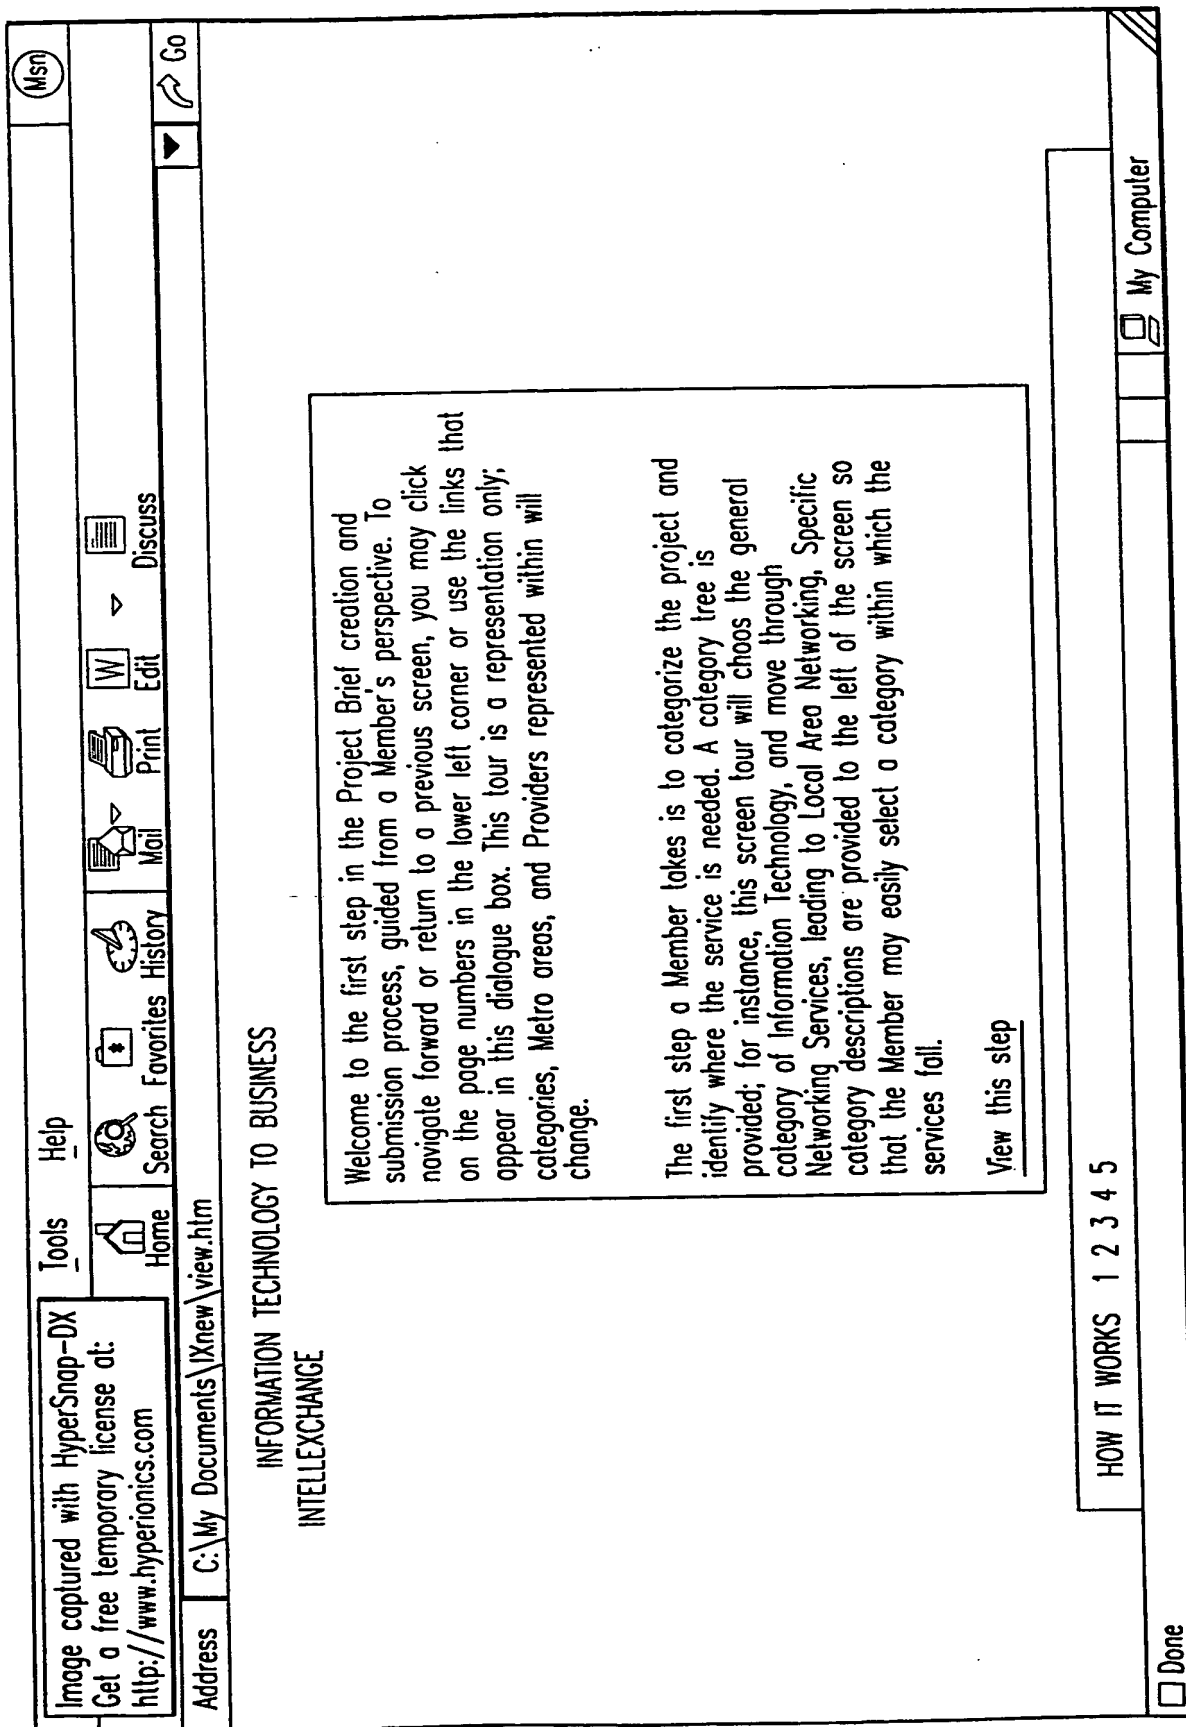 Image captured with HyperSnap-DX
Get a free temporary license at:
http://www.hyperionics.com
Tools Help
Msn
Home Search Favorites History Mail Print Edit Discuss
W
Address C:\My Documents\IXnew\view.htm Go
INFORMATION TECHNOLOGY TO BUSINESS
INTELLEXCHANGE
Welcome to the first step in the Project Brief creation and
submission process, guided from a Member's perspective. To
navigate forward or return to a previous screen, you may click
on the page numbers in the lower left corner or use the links that
appear in this dialogue box. This tour is a representation only;
categories, Metro areas, and Providers represented within will
change.
The first step a Member takes is to categorize the project and
identify where the service is needed. A category tree is
provided; for instance, this screen tour will choos the general
category of Information Technology, and move through
Networking Services, leading to Local Area Networking, Specific
category descriptions are provided to the left of the screen so
that the Member may easily select a category within which the
services fall.
View this step
HOW IT WORKS 1 2 3 4 5
Done My Computer